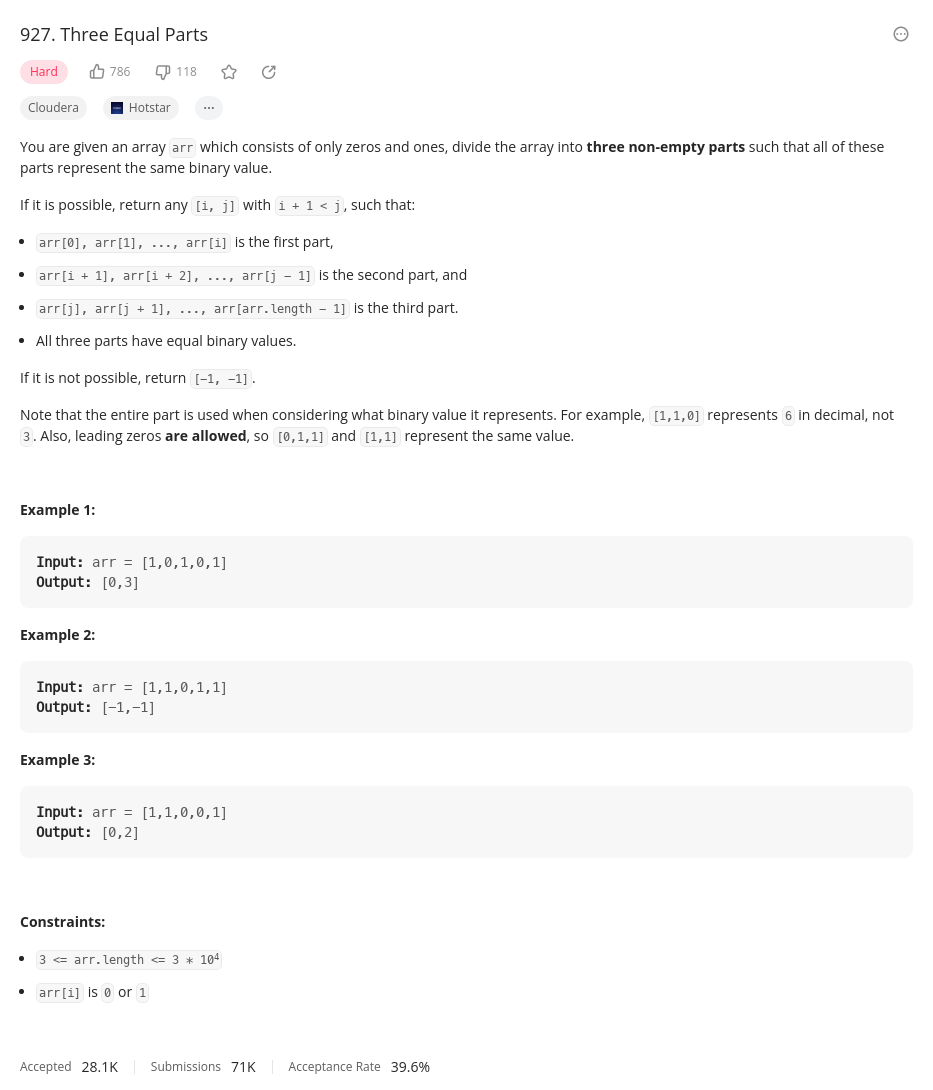 927. Three Equal Parts
Hard 786 118
Cloudera Hotstar ...
You are given an array arr which consists of only zeros and ones, divide the array into three non-empty parts such that all of these
parts represent the same binary value.
If it is possible, return any [i, j] with i + 1 < j, such that:
• arr[0], arr[1], ..., arr[i] is the first part,
• arr[i + 1], arr[i + 2], ..., arr[j − 1] is the second part, and
• arr[j], arr[j + 1], ..., arr[arr.length − 1] is the third part.
• All three parts have equal binary values.
If it is not possible, return [−1, −1].
Note that the entire part is used when considering what binary value it represents. For example, [1,1,0] represents 6 in decimal, not
3. Also, leading zeros are allowed, so [0,1,1] and [1,1] represent the same value.
Example 1:
Input: arr = [1,0,1,0,1]
Output: [0,3]
Example 2:
Input: arr = [1,1,0,1,1]
Output: [−1,−1]
Example 3:
Input: arr = [1,1,0,0,1]
Output: [0,2]
Constraints:
• 3 <= arr.length <= 3 * 10⁴
• arr[i] is 0 or 1
Accepted 28.1K Submissions 71K Acceptance Rate 39.6%